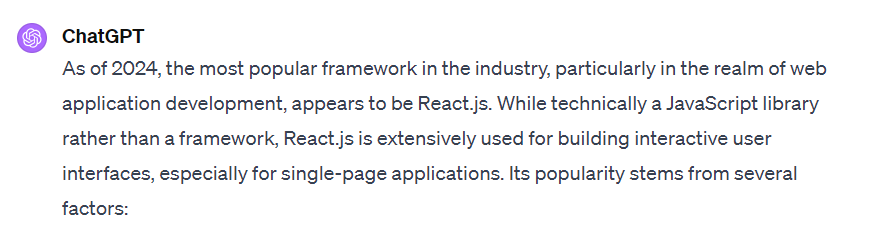 ChatGPT
As of 2024, the most popular framework in the industry, particularly in the realm of web
application development, appears to be React.js. While technically a JavaScript library
rather than a framework, React.js is extensively used for building interactive user
interfaces, especially for single-page applications. Its popularity stems from several
factors: